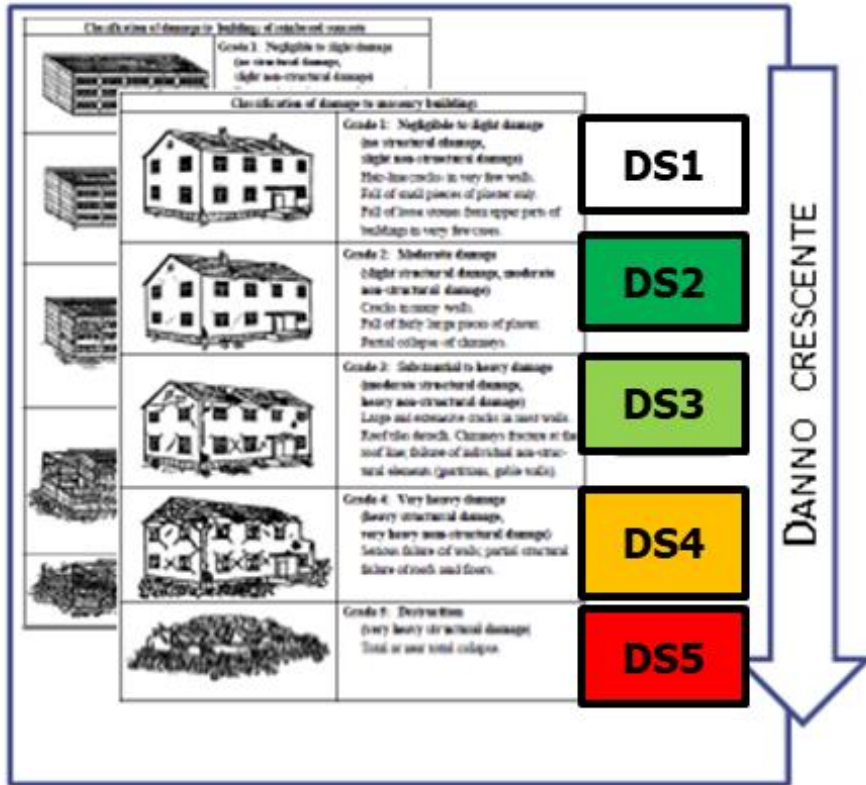 Classification of damage to buildings of reinforced concrete
Grade 1: Negligible to slight damage
(no structural damage,
slight non-structural damage)
Classification of damage to masonry buildings
Grade 1: Negligible to slight damage
(no structural damage,
slight non-structural damage)
Hair-line cracks in very few walls.
Fall of small pieces of plaster only.
Fall of loose stones from upper parts of
buildings in very few cases.
DS1
Grade 2: Moderate damage
(slight structural damage, moderate
non-structural damage)
Cracks in many walls.
Fall of fairly large pieces of plaster.
Partial collapse of chimneys.
DS2
Grade 3: Substantial to heavy damage
(moderate structural damage,
heavy non-structural damage)
Large and extensive cracks in most walls.
Roof tiles detach. Chimneys fracture at the
roof line; failure of individual non-struc-
tural elements (partitions, gable walls).
DS3
Grade 4: Very heavy damage
(heavy structural damage,
very heavy non-structural damage)
Serious failure of walls; partial structural
failure of roofs and floors.
DS4
Grade 5: Destruction
(very heavy structural damage)
Total or near total collapse.
DS5
DANNO CRESCENTE